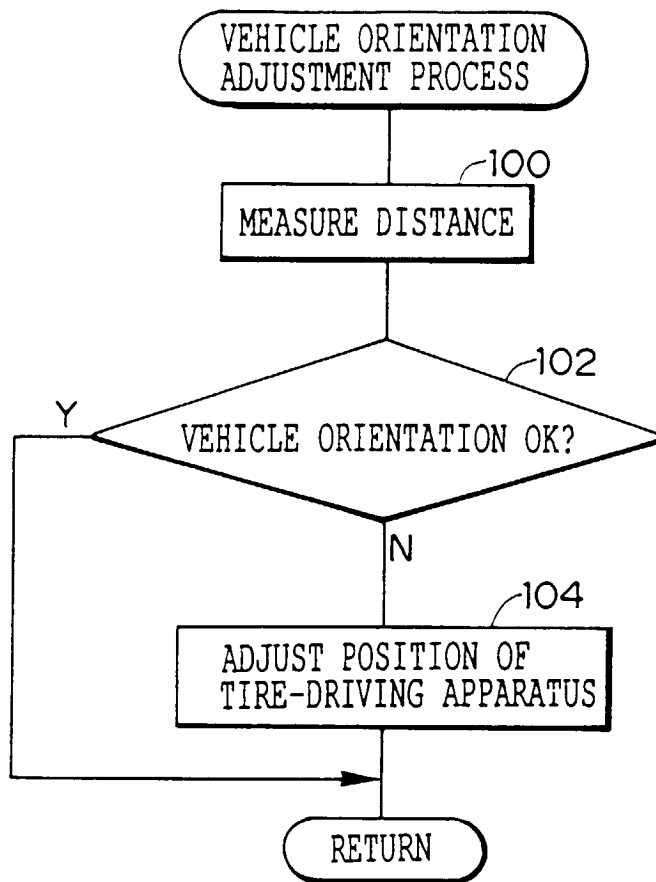 VEHICLE ORIENTATION
ADJUSTMENT PROCESS
100
MEASURE DISTANCE
102
Y
VEHICLE ORIENTATION OK?
N
104
ADJUST POSITION OF
TIRE-DRIVING APPARATUS
RETURN